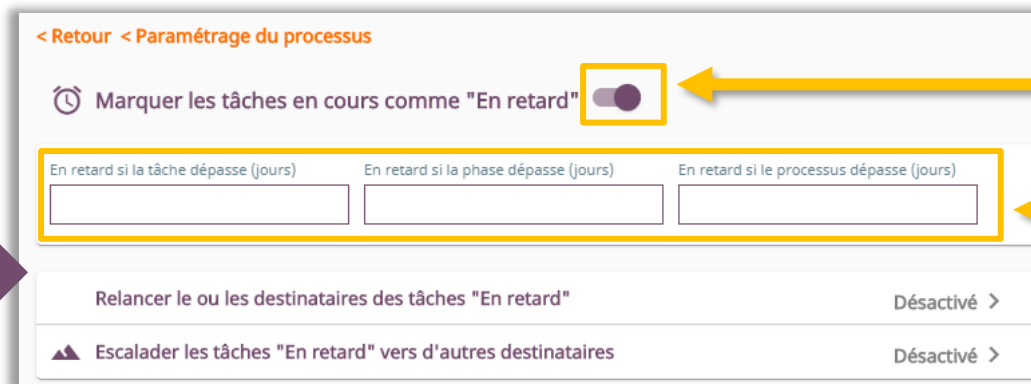 < Retour < Paramétrage du processus
Marquer les tâches en cours comme "En retard"
En retard si la tâche dépasse (jours) En retard si la phase dépasse (jours) En retard si le processus dépasse (jours)
Relancer le ou les destinataires des tâches "En retard" Désactivé >
Escalader les tâches "En retard" vers d'autres destinataires Désactivé >